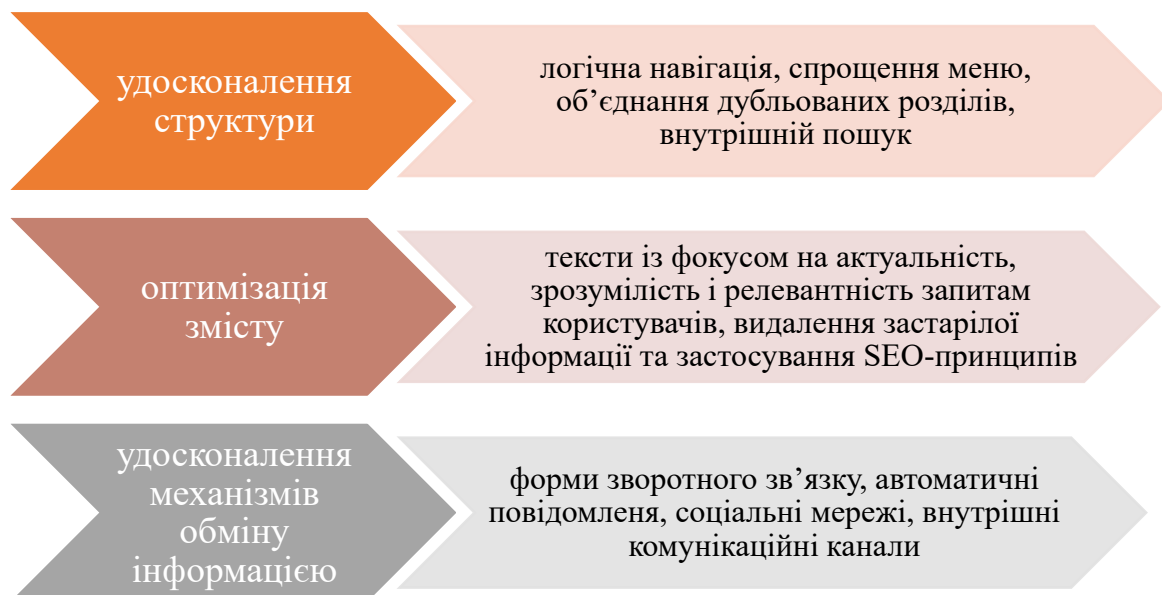 удосконалення
структури
логічна навігація, спрощення меню,
об’єднання дубльованих розділів,
внутрішній пошук
оптимізація
змісту
тексти із фокусом на актуальність,
зрозумілість і релевантність запитам
користувачів, видалення застарілої
інформації та застосування SEO-принципів
удосконалення
механізмів
обміну
інформацією
форми зворотного зв’язку, автоматичні
повідомленя, соціальні мережі, внутрішні
комунікаційні канали